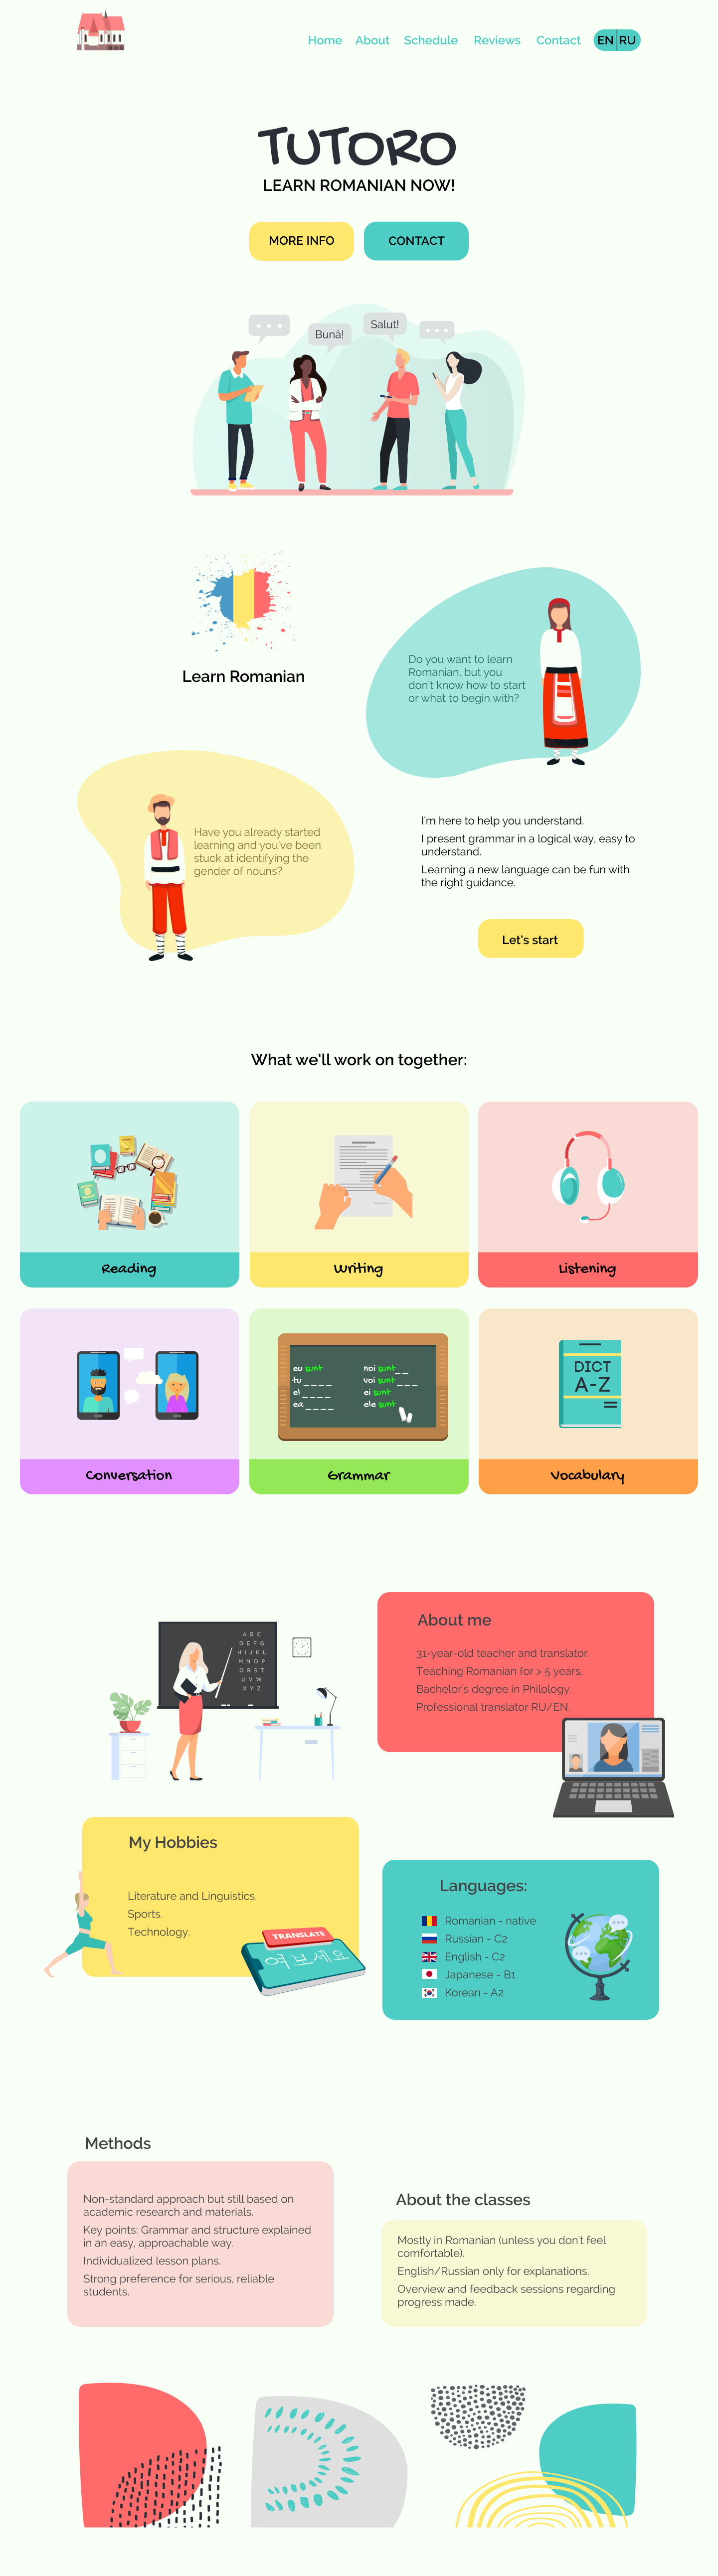 Home About Schedule Reviews Contact EN RU
TUTORO
LEARN ROMANIAN NOW!
MORE INFO CONTACT
Bună! Salut!
Learn Romanian
Do you want to learn
Romanian, but you
don't know how to start
or what to begin with?
Have you already started
learning and you've been
stuck at identifying the
gender of nouns?
I'm here to help you understand.
I present grammar in a logical way, easy to
understand.
Learning a new language can be fun with
the right guidance.
Let's start
What we'll work on together:
Reading Writing Listening
eu sunt noi sunt__
tu ____ voi sunt___
el ____ ei sunt
ea ____ ele sunt
DICT
A-Z
Conversation Grammar Vocabulary
A B C
D E F G
H I J K L
M N O P
Q R S T
U V W
X Y Z
About me
31-year-old teacher and translator.
Teaching Romanian for > 5 years.
Bachelor's degree in Philology.
Professional translator RU/EN.
My Hobbies
Literature and Linguistics.
Sports.
Technology.
TRANSLATE
여보세요
Languages:
Romanian - native
Russian - C2
English - C2
Japanese - B1
Korean - A2
Methods
Non-standard approach but still based on
academic research and materials.
Key points: Grammar and structure explained
in an easy, approachable way.
Individualized lesson plans.
Strong preference for serious, reliable
students.
About the classes
Mostly in Romanian (unless you don't feel
comfortable).
English/Russian only for explanations.
Overview and feedback sessions regarding
progress made.